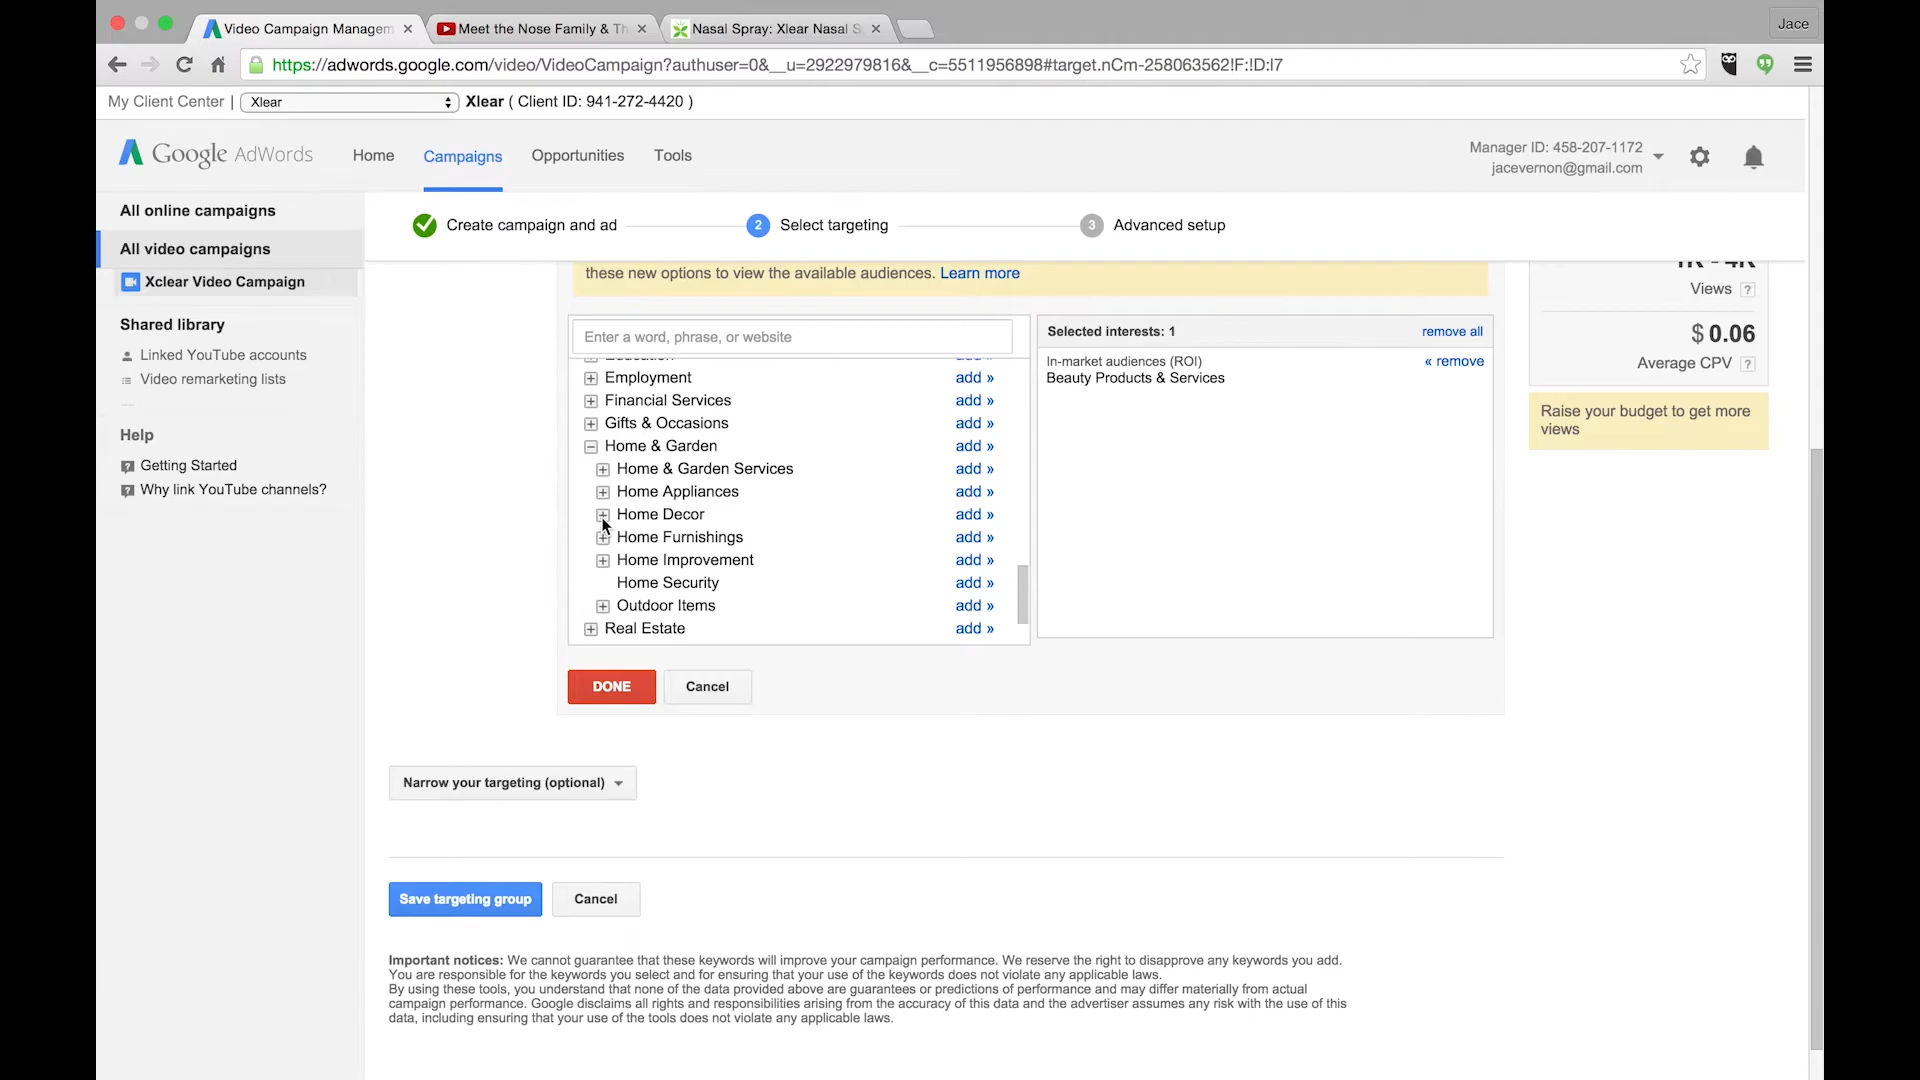 Video Campaign Managem
Meet the Nose Family & Th
Nasal Spray: Xlear Nasal S
Jace
https://adwords.google.com/video/VideoCampaign?authuser=0&__u=2922979816&__c=5511956898#target.nCm-258063562!F:!D:!7
My Client Center |
Xlear
Xlear ( Client ID: 941-272-4420 )
Google AdWords
Home
Campaigns
Opportunities
Tools
Manager ID: 458-207-1172
jacevernon@gmail.com
All online campaigns
All video campaigns
Xclear Video Campaign
Shared library
Linked YouTube accounts
Video remarketing lists
Help
Getting Started
Why link YouTube channels?
Create campaign and ad
2 Select targeting
3 Advanced setup
these new options to view the available audiences. Learn more
Enter a word, phrase, or website
Education add »
Employment add »
Financial Services add »
Gifts & Occasions add »
Home & Garden add »
Home & Garden Services add »
Home Appliances add »
Home Decor add »
Home Furnishings add »
Home Improvement add »
Home Security add »
Outdoor Items add »
Real Estate add »
Selected interests: 1 remove all
In-market audiences (ROI) « remove
Beauty Products & Services
DONE
Cancel
1K - 4K
Views ?
$ 0.06
Average CPV ?
Raise your budget to get more
views
Narrow your targeting (optional)
Save targeting group
Cancel
Important notices: We cannot guarantee that these keywords will improve your campaign performance. We reserve the right to disapprove any keywords you add.
You are responsible for the keywords you select and for ensuring that your use of the keywords does not violate any applicable laws.
By using these tools, you understand that none of the data provided above are guarantees or predictions of performance and may differ materially from actual
campaign performance. Google disclaims all rights and responsibilities arising from the accuracy of this data and the advertiser assumes any risk with the use of this
data, including ensuring that your use of the tools does not violate any applicable laws.